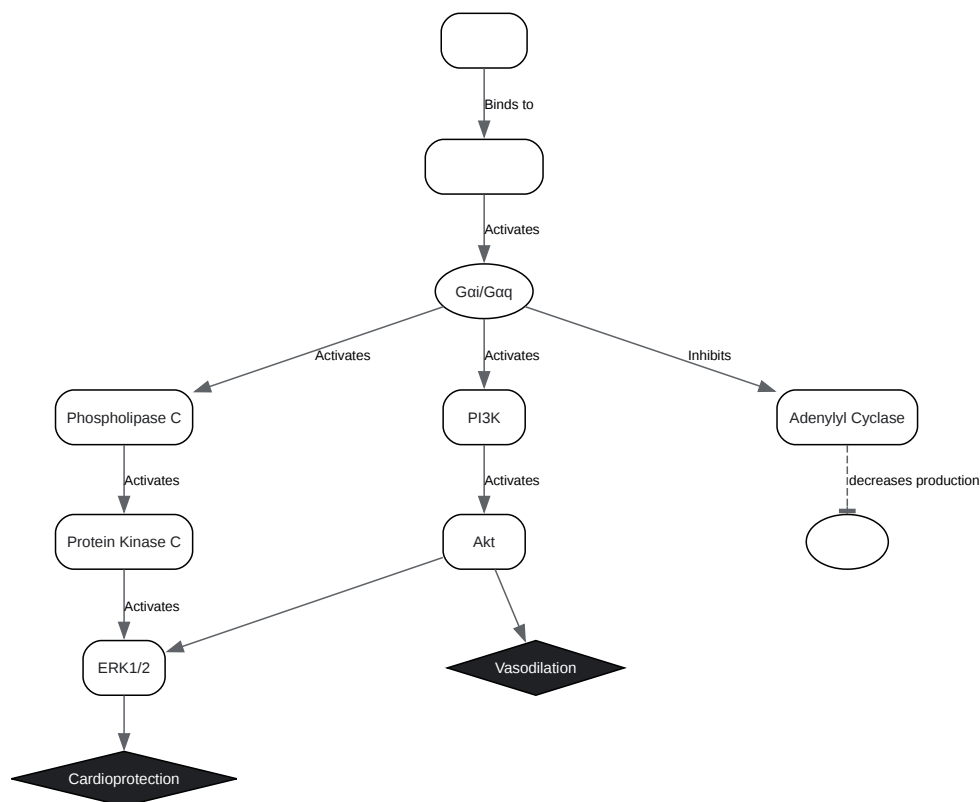 Binds to
Activates
Gαi/Gαq
Activates
Activates
Inhibits
Phospholipase C
PI3K
Adenylyl Cyclase
Activates
Activates
decreases production
Protein Kinase C
Akt
Activates
ERK1/2
Vasodilation
Cardioprotection